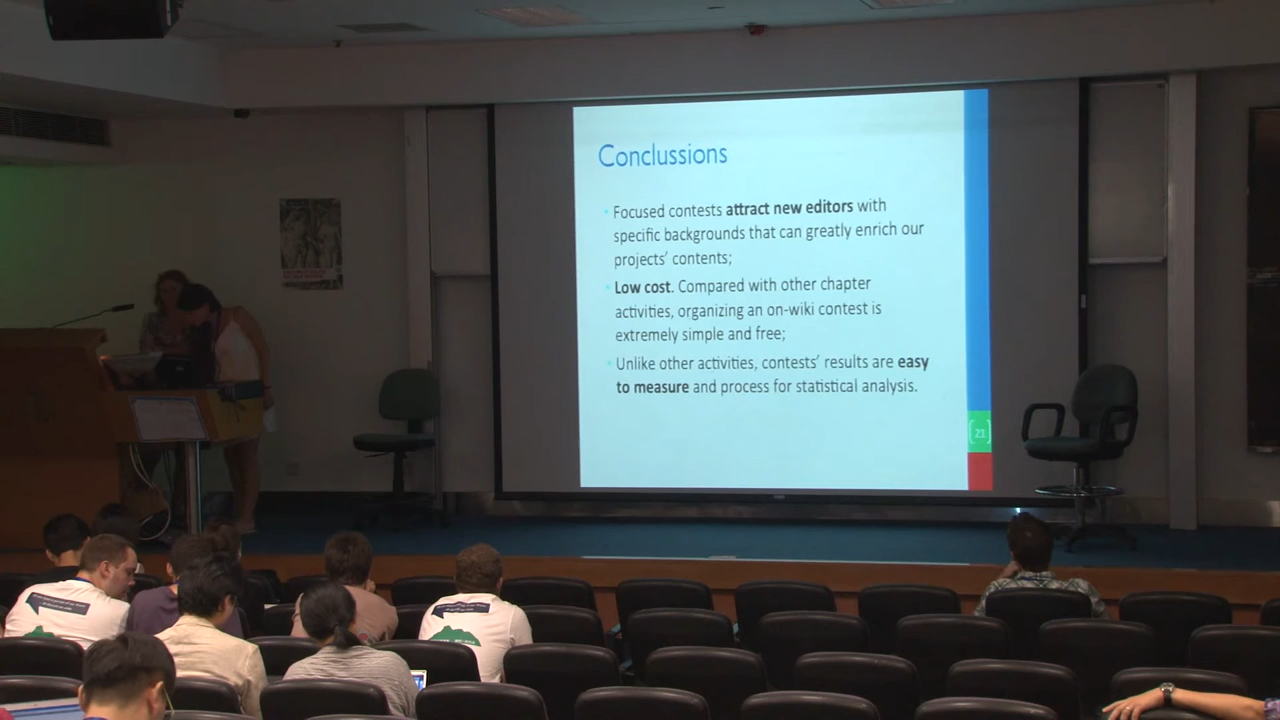 Conclussions
• Focused contests attract new editors with
specific backgrounds that can greatly enrich our
projects' contents;
• Low cost. Compared with other chapter
activities, organizing an on-wiki contest is
extremely simple and free;
• Unlike other activities, contests' results are easy
to measure and process for statistical analysis.
21